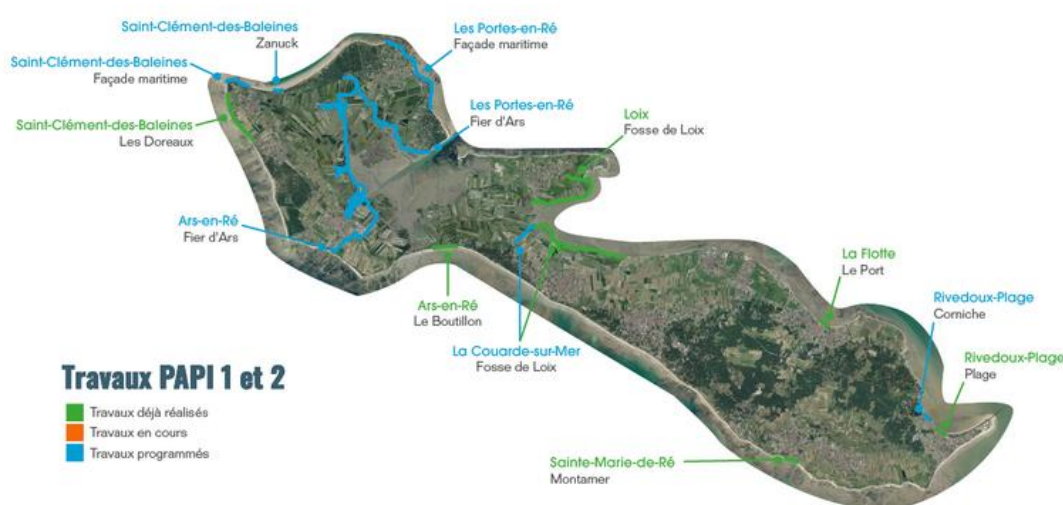 Saint-Clément-des-Baleines
Zanuck
Les Portes-en-Ré
Façade maritime
Saint-Clément-des-Baleines
Façade maritime
Les Portes-en-Ré
Fier d'Ars
Loix
Fosse de Loix
Saint-Clément-des-Baleines
Les Doreaux
Ars-en-Ré
Fier d'Ars
La Flotte
Le Port
Ars-en-Ré
Le Boutillon
Rivedoux-Plage
Corniche
La Couarde-sur-Mer
Fosse de Loix
Rivedoux-Plage
Plage
Travaux PAPI 1 et 2
Travaux déjà réalisés
Travaux en cours
Travaux programmés
Sainte-Marie-de-Ré
Montamer